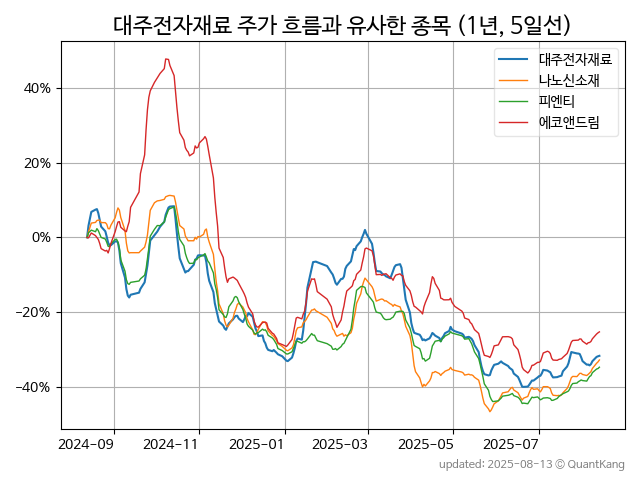 대주전자재료 주가 흐름과 유사한 종목 (1년, 5일선)
대주전자재료
나노신소재
피엔티
에코앤드림
40%
20%
0%
−20%
−40%
2024-09 2024-11 2025-01 2025-03 2025-05 2025-07
updated: 2025-08-13 © QuantKang